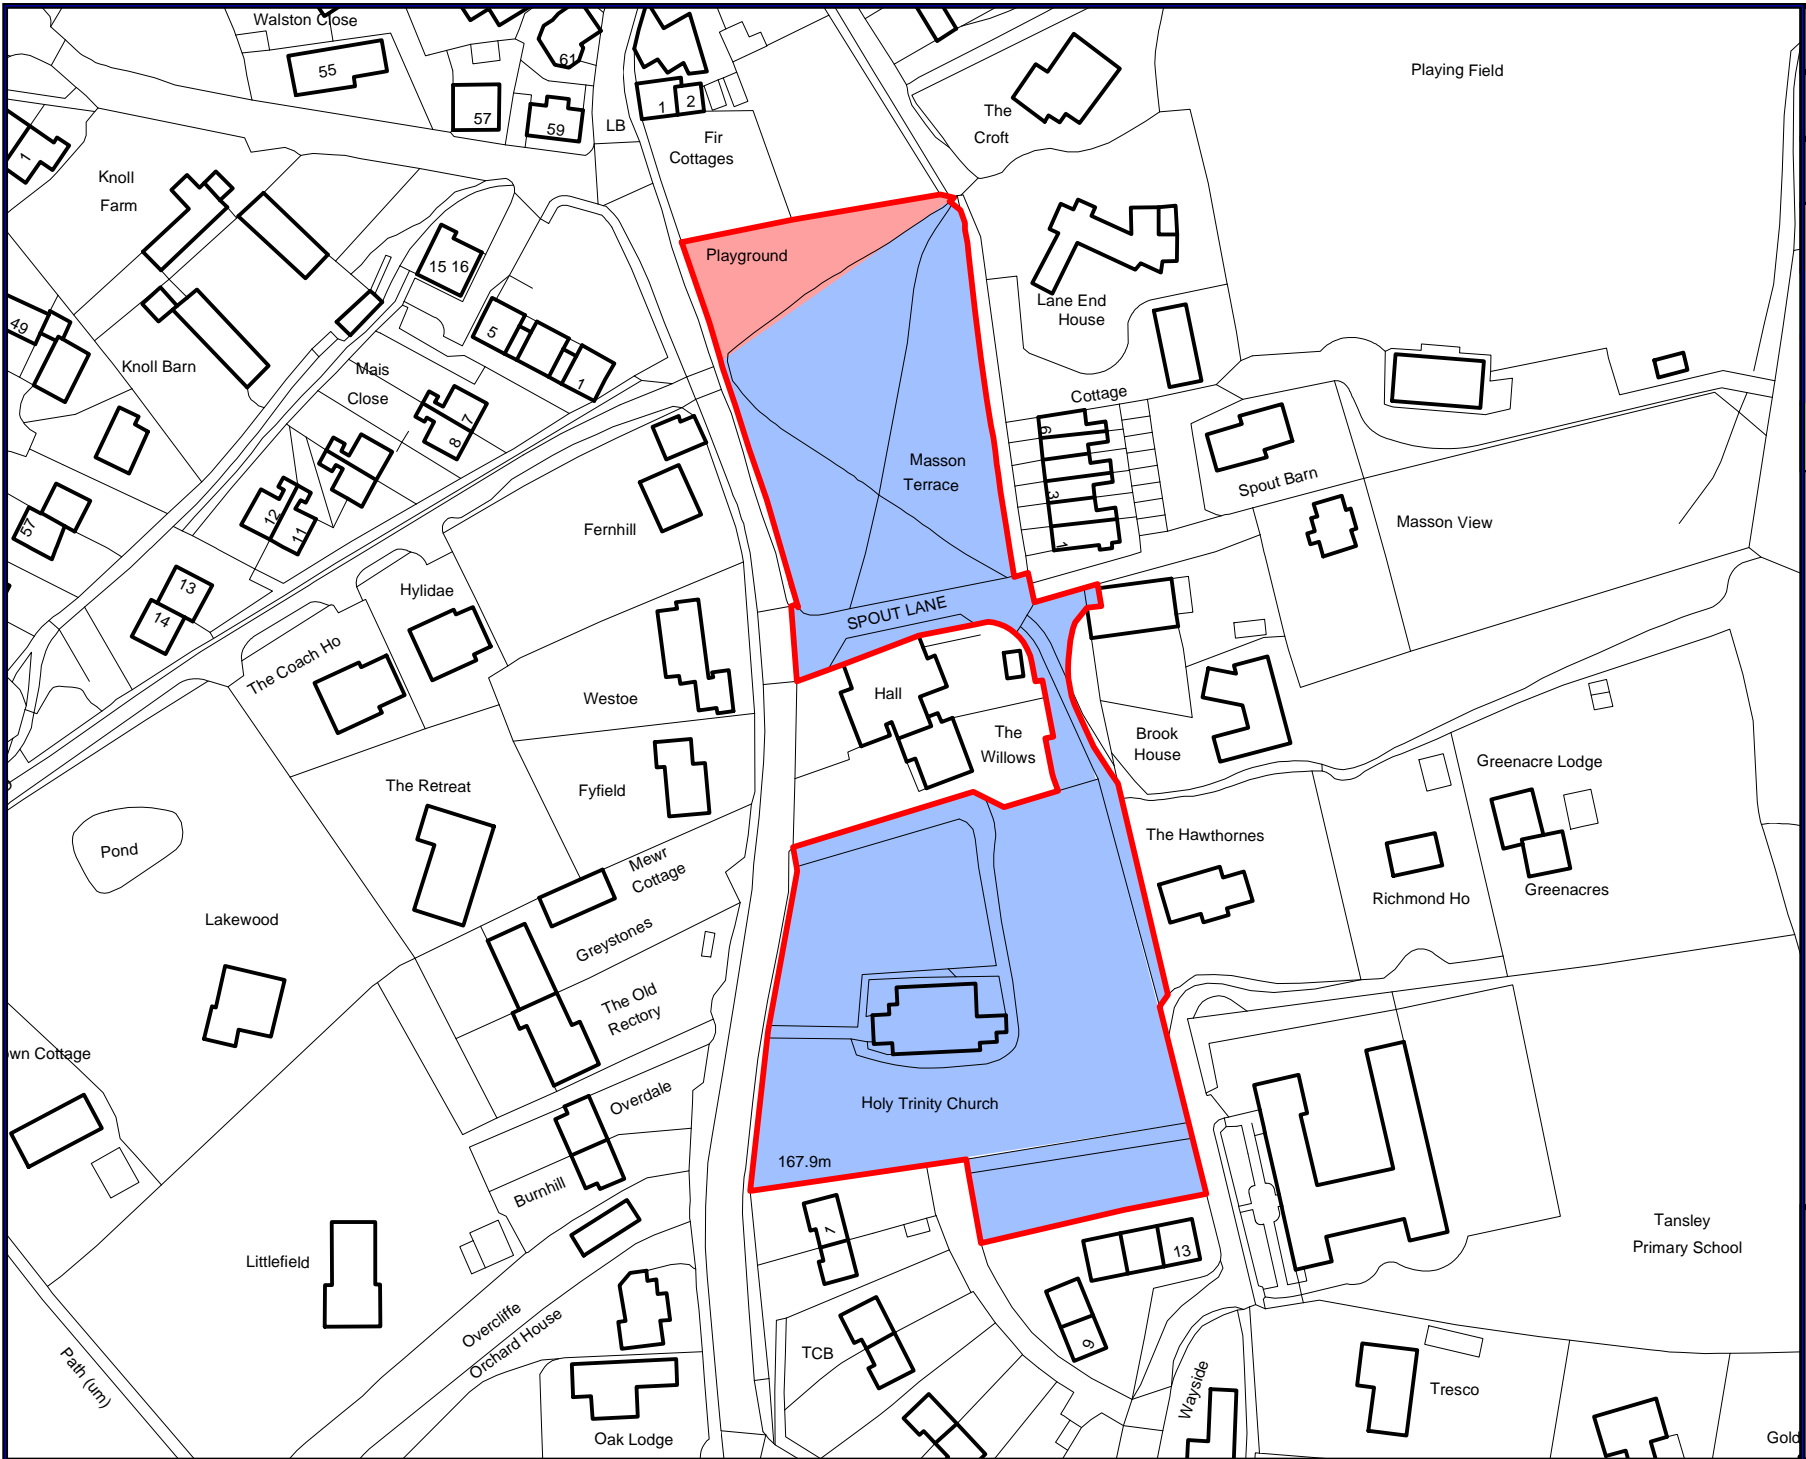 Walston Close
55
61
57
59
LB
1
2
Fir
Cottages
The
Croft
Playing Field
1
Knoll
Farm
15 16
Playground
Lane End
House
49
5
1
Knoll Barn
Mais
Close
7
8
Cottage
6
3
1
Masson
Terrace
Spout Barn
Masson View
57
12
11
Fernhill
13
14
Hylidae
SPOUT LANE
The Coach Ho
Westoe
Hall
The
Willows
Brook
House
Greenacre Lodge
The Retreat
Fyfield
Pond
The Hawthornes
Mewr
Cottage
Richmond Ho
Greenacres
Lakewood
Greystones
The Old
Rectory
own Cottage
Overdale
Holy Trinity Church
167.9m
Burnhill
1
13
Tansley
Primary School
Littlefield
Overcliffe
Orchard House
9
TCB
Path (um)
Wayside
Tresco
Oak Lodge
Gold